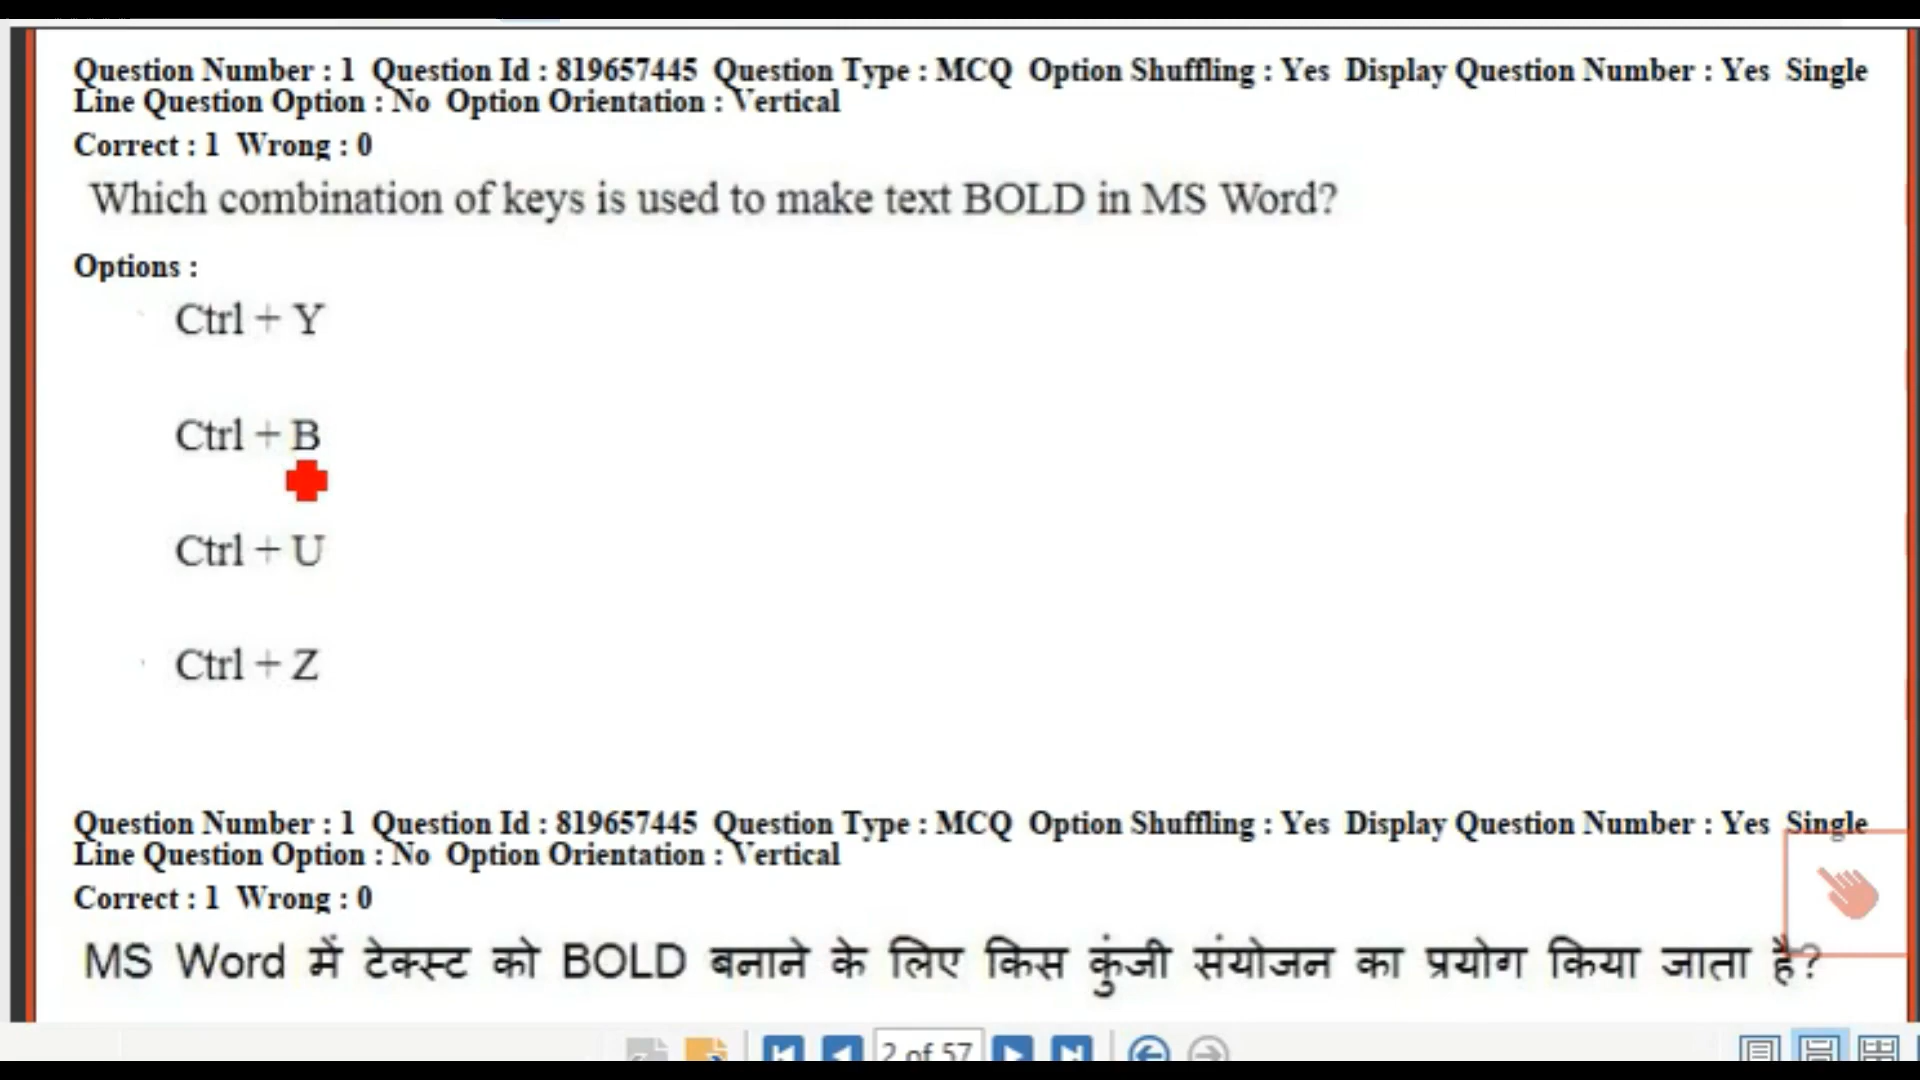 Question Number : 1 Question Id : 819657445 Question Type : MCQ Option Shuffling : Yes Display Question Number : Yes Single
Line Question Option : No Option Orientation : Vertical
Correct : 1 Wrong : 0
Which combination of keys is used to make text BOLD in MS Word?
Options :
Ctrl + Y
Ctrl + B
Ctrl + U
Ctrl + Z
Question Number : 1 Question Id : 819657445 Question Type : MCQ Option Shuffling : Yes Display Question Number : Yes Single
Line Question Option : No Option Orientation : Vertical
Correct : 1 Wrong : 0
MS Word में टेक्स्ट को BOLD बनाने के लिए किस कुंजी संयोजन का प्रयोग किया जाता है?
2 of 57